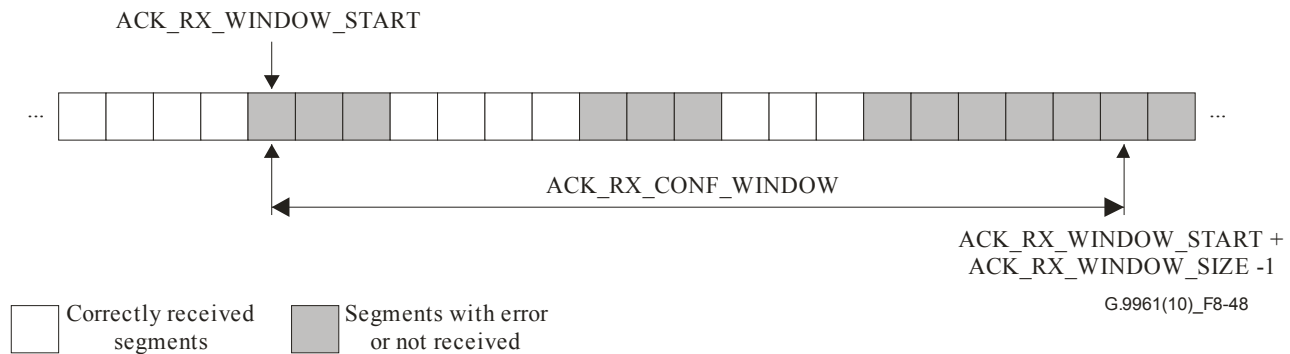 ACK_RX_WINDOW_START
...
...
ACK_RX_CONF_WINDOW
ACK_RX_WINDOW_START +
ACK_RX_WINDOW_SIZE -1
G.9961(10)_F8-48
Correctly received
segments
Segments with error
or not received